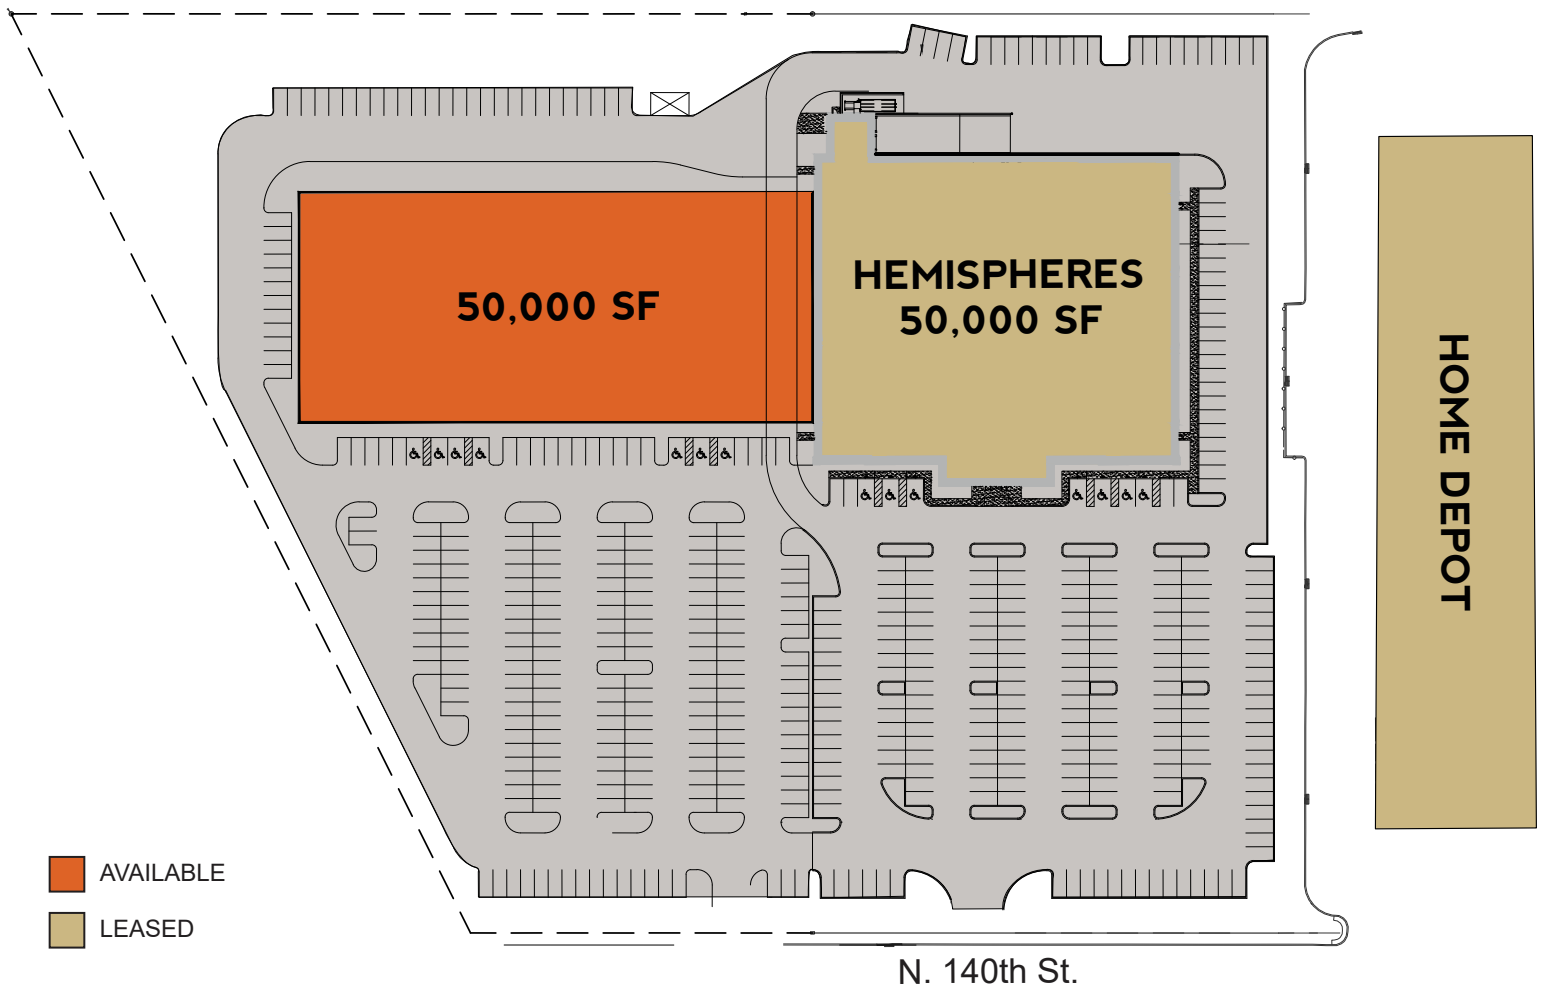 50,000 SF
HEMISPHERES
50,000 SF
HOME DEPOT
AVAILABLE
LEASED
N. 140th St.